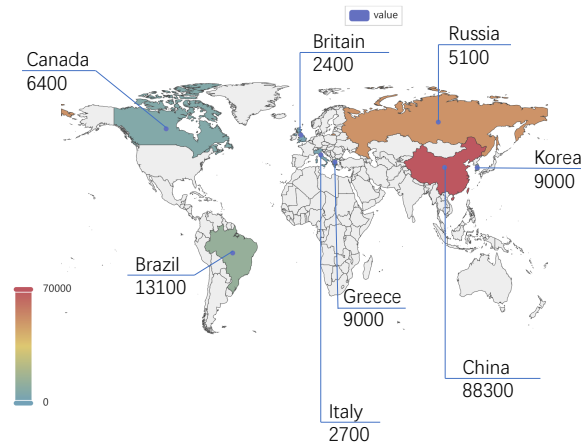 value
Canada
6400
Britain
2400
Russia
5100
Korea
9000
Brazil
13100
Greece
9000
70000
0
China
88300
Italy
2700